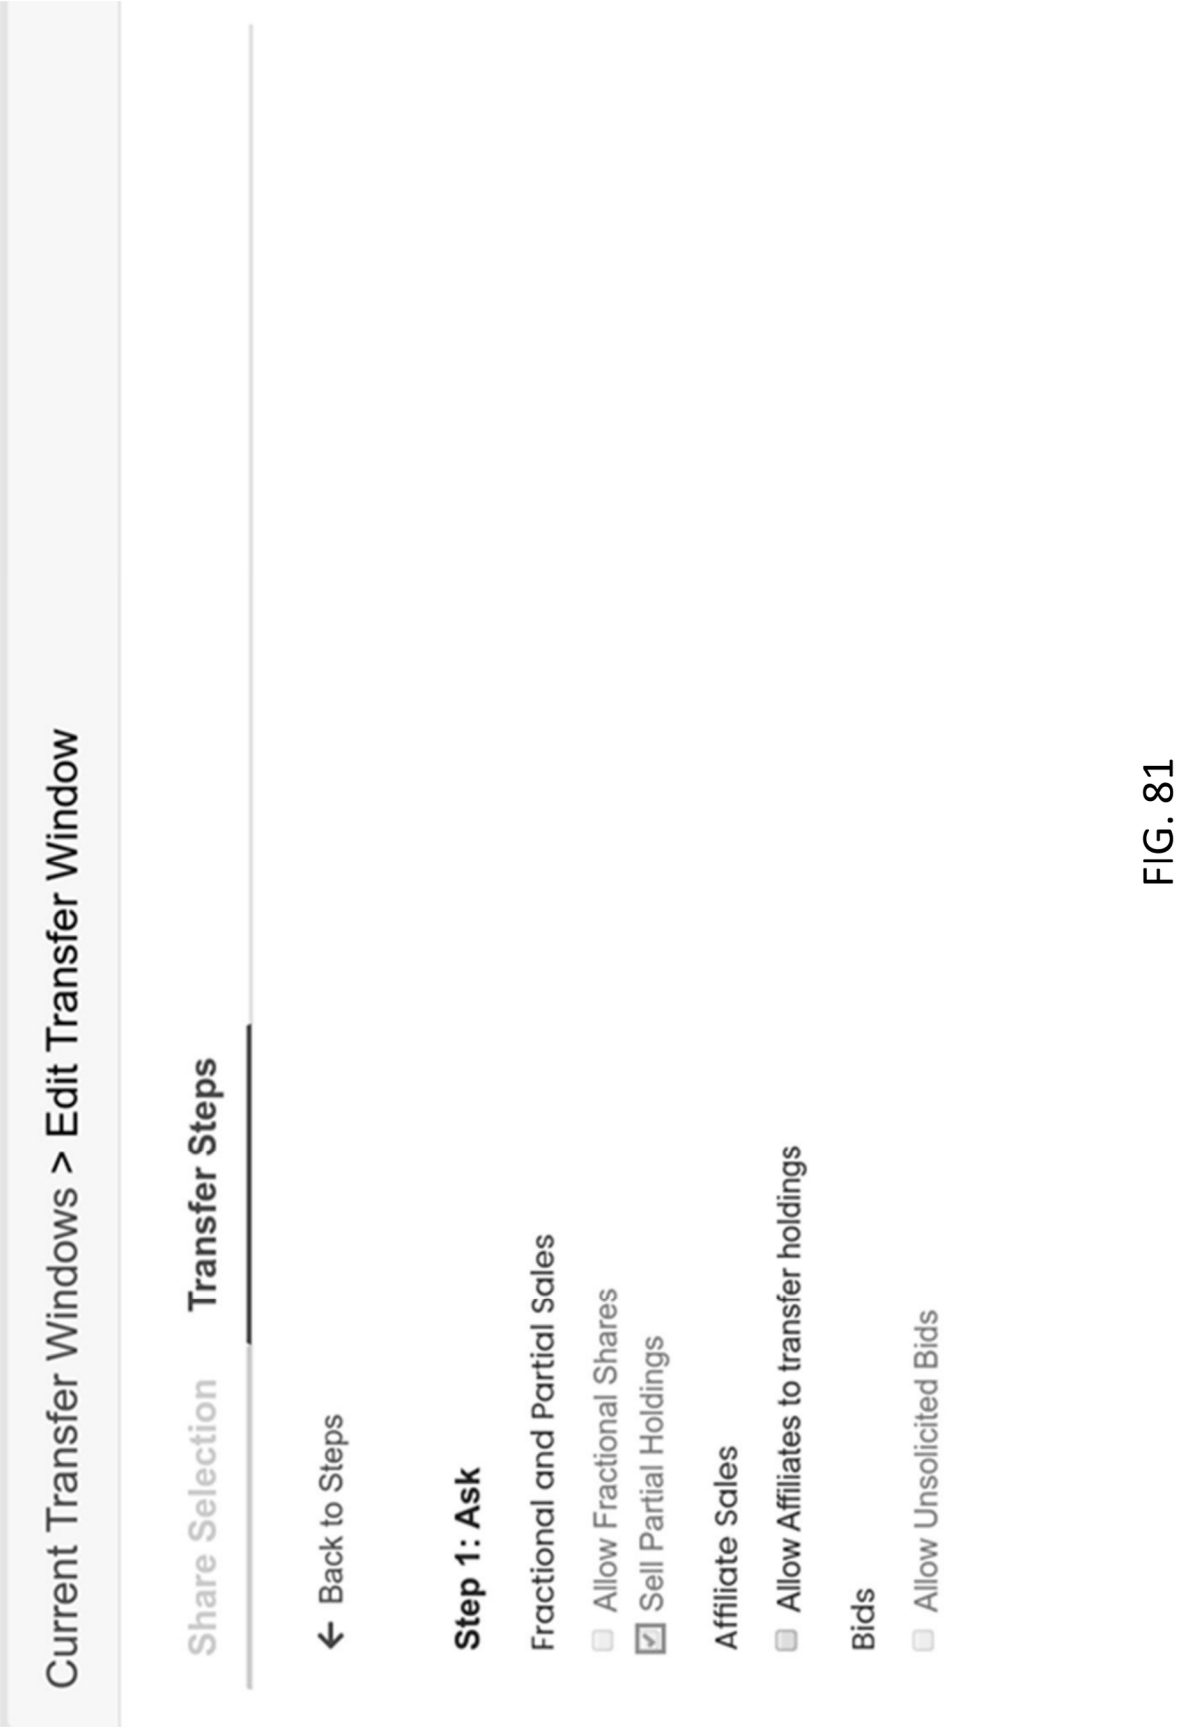 Current Transfer Windows > Edit Transfer Window
Share Selection Transfer Steps
← Back to Steps
Step 1: Ask
Fractional and Partial Sales
Allow Fractional Shares
Sell Partial Holdings
Affiliate Sales
Allow Affiliates to transfer holdings
Bids
Allow Unsolicited Bids
FIG. 81